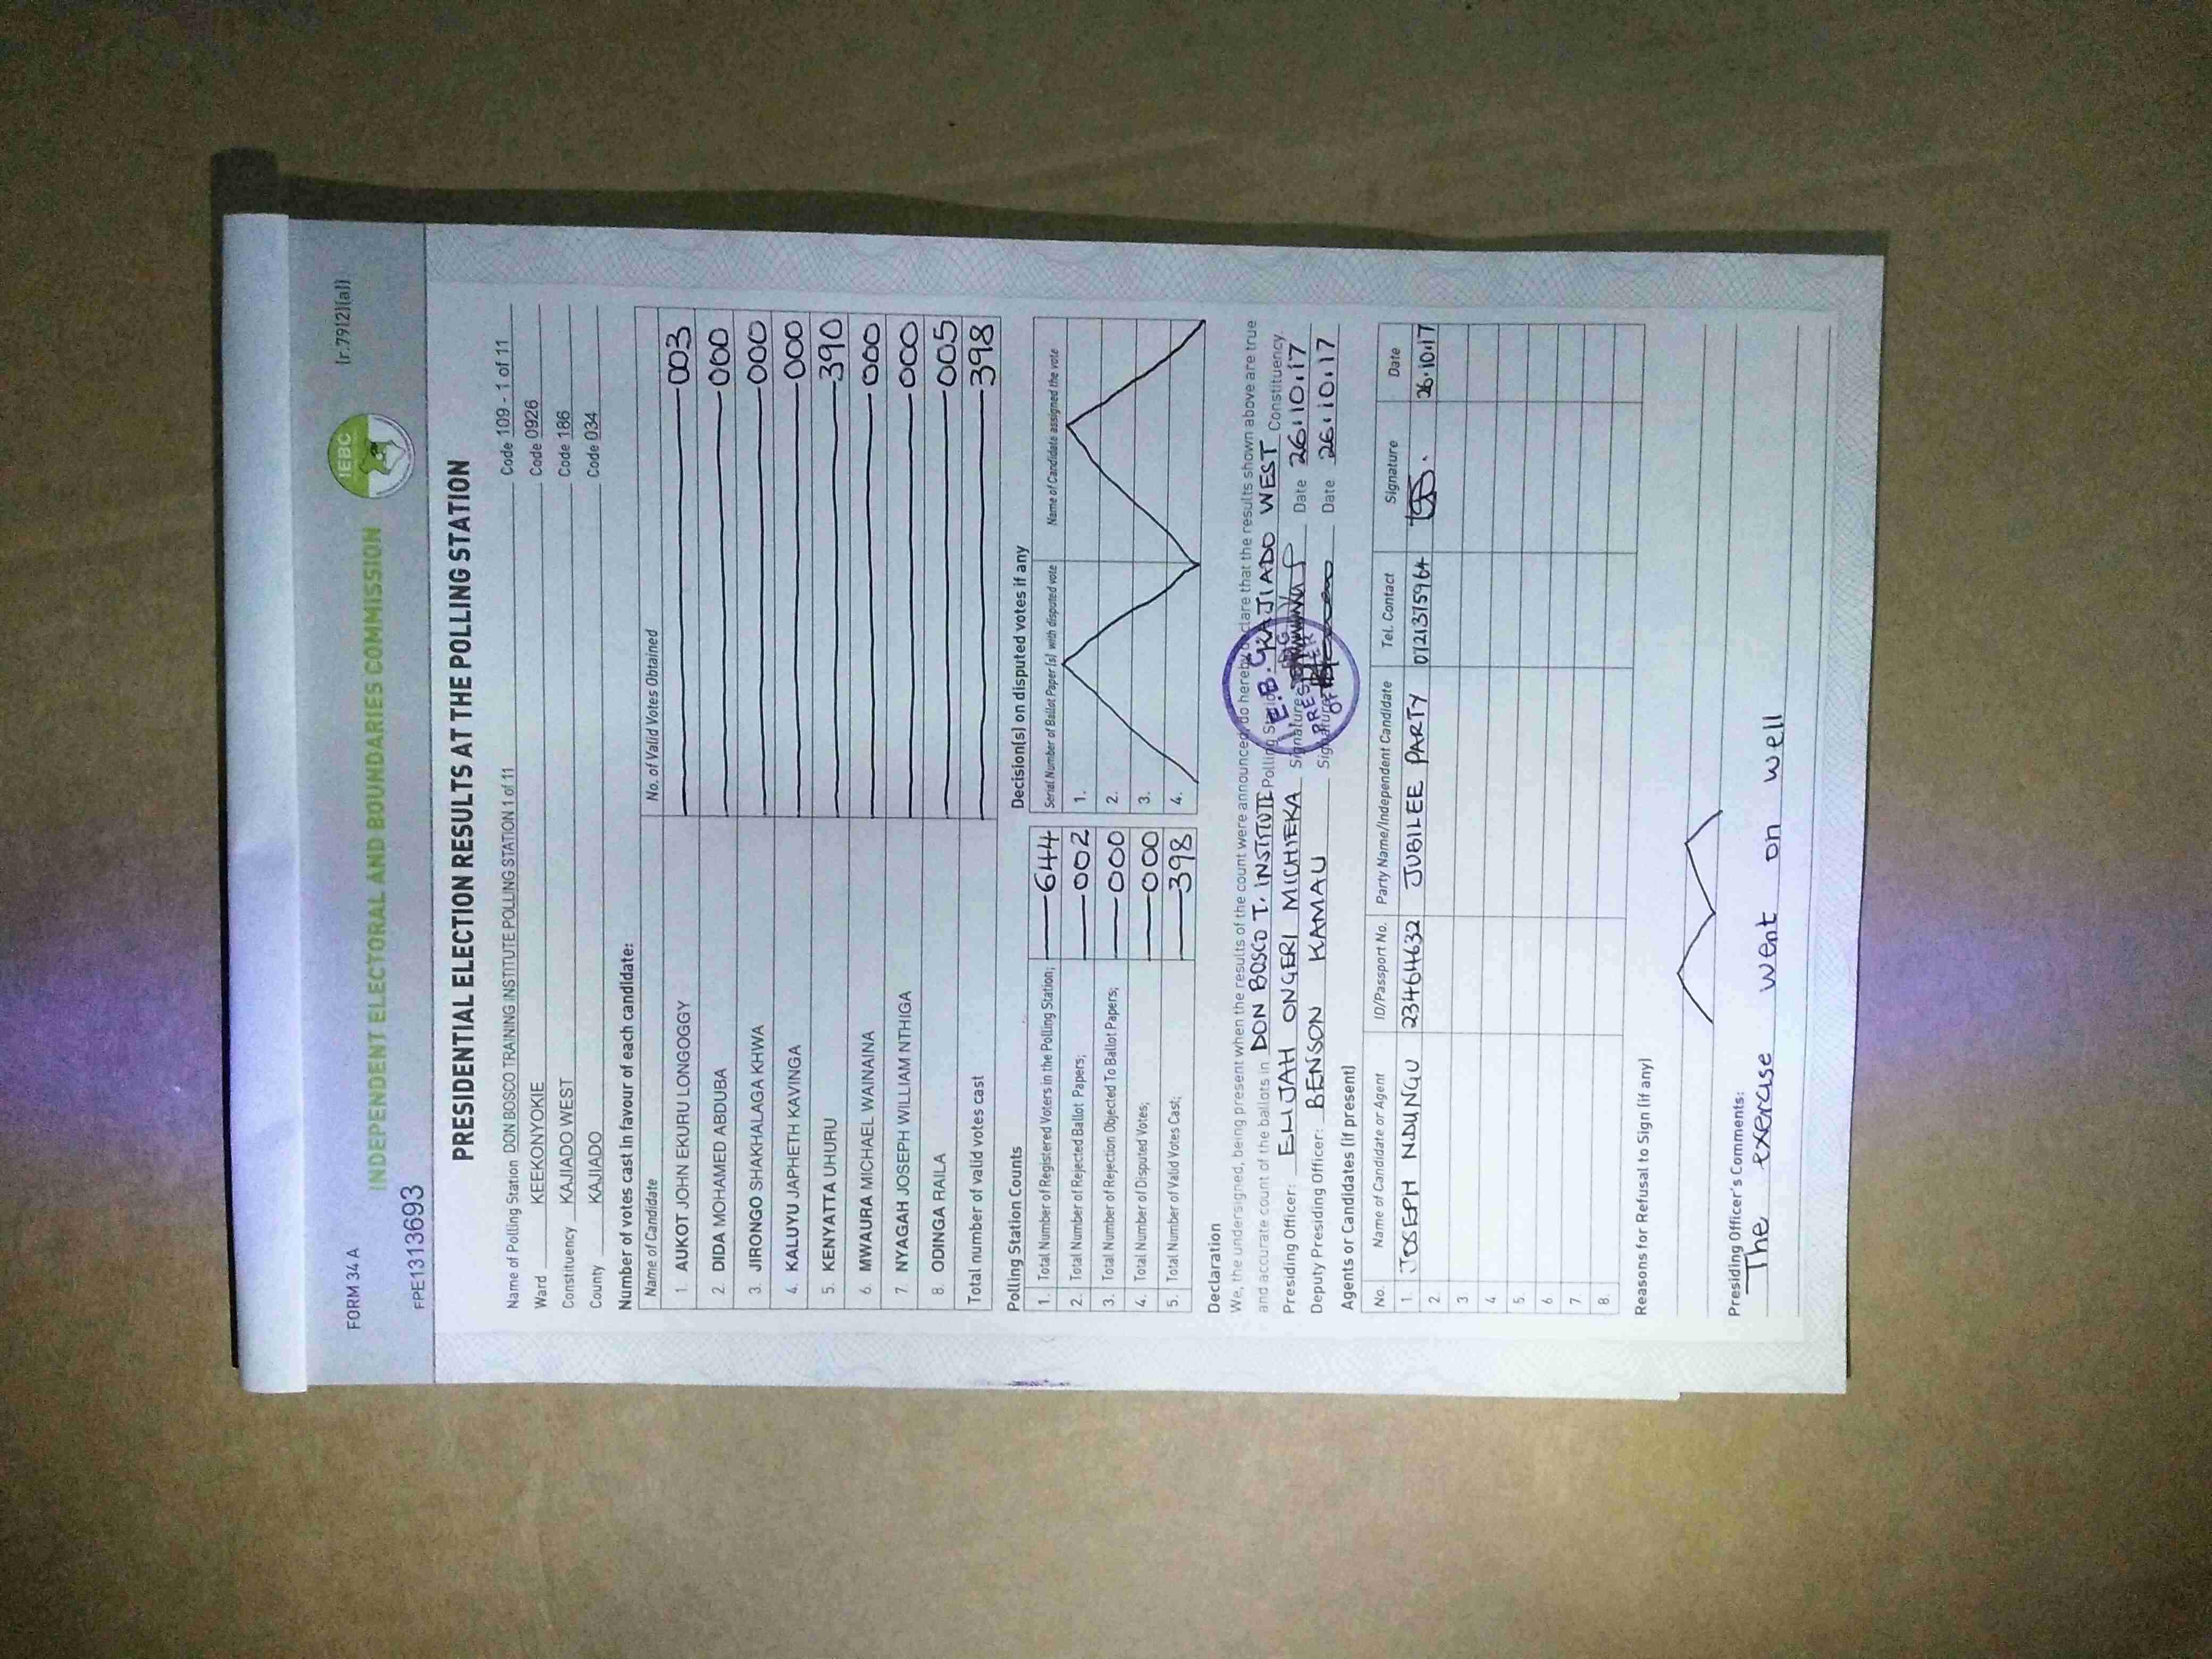 FORM 34 A
IEBC
[r.79(2)(a)]
INDEPENDENT ELECTORAL AND BOUNDARIES COMMISSION
FPE1313693
PRESIDENTIAL ELECTION RESULTS AT THE POLLING STATION
Name of Polling Station DON BOSCO TRAINING INSTITUTE POLLING STATION 1 of 11 Code 109 - 1 of 11
Ward KEEKONYOKIE Code 0926
Constituency KAJIADO WEST Code 186
County KAJIADO Code 034
Number of votes cast in favour of each candidate:
Name of Candidate No. of Valid Votes Obtained
1. AUKOT JOHN EKURU LONGOGGY 003
2. DIDA MOHAMED ABDUBA 000
3. JIRONGO SHAKHALAGA KHWA 000
4. KALUYU JAPHETH KAVINGA 000
5. KENYATTA UHURU 390
6. MWAURA MICHAEL WAINAINA 000
7. NYAGAH JOSEPH WILLIAM NTHIGA 000
8. ODINGA RAILA 005
Total number of valid votes cast 398
Polling Station Counts
1. Total Number of Registered Voters in the Polling Station; 644
2. Total Number of Rejected Ballot Papers; 002
3. Total Number of Rejection Objected To Ballot Papers; 000
4. Total Number of Disputed Votes; 000
5. Total Number of Valid Votes Cast; 398
Decision(s) on disputed votes if any
Serial Number of Ballot Paper(s) with disputed vote Name of Candidate assigned the vote
1.
2.
3.
4.
Declaration
We, the undersigned, being present when the results of the count were announced, do hereby declare that the results shown above are true
and accurate count of the ballots in DON BOSCO T. INSTITUTE Polling Station KAJIADO WEST Constituency.
Presiding Officer: ELIJAH ONGERI MICHIEKA Signature Date 26.10.17
Deputy Presiding Officer: BENSON KAMAU Signature Date 26.10.17
I.E.B.C
PRESIDING
OFFICER
Agents or Candidates (if present)
No. Name of Candidate or Agent ID/Passport No. Party Name/Independent Candidate Tel. Contact Signature Date
1. JOSEPH NDUNGU 23464632 JUBILEE PARTY 0721375964 26.10.17
2.
3
4
5.
6
7.
8.
Reasons for Refusal to Sign (if any)
Presiding Officer's Comments:
The exercise went on well